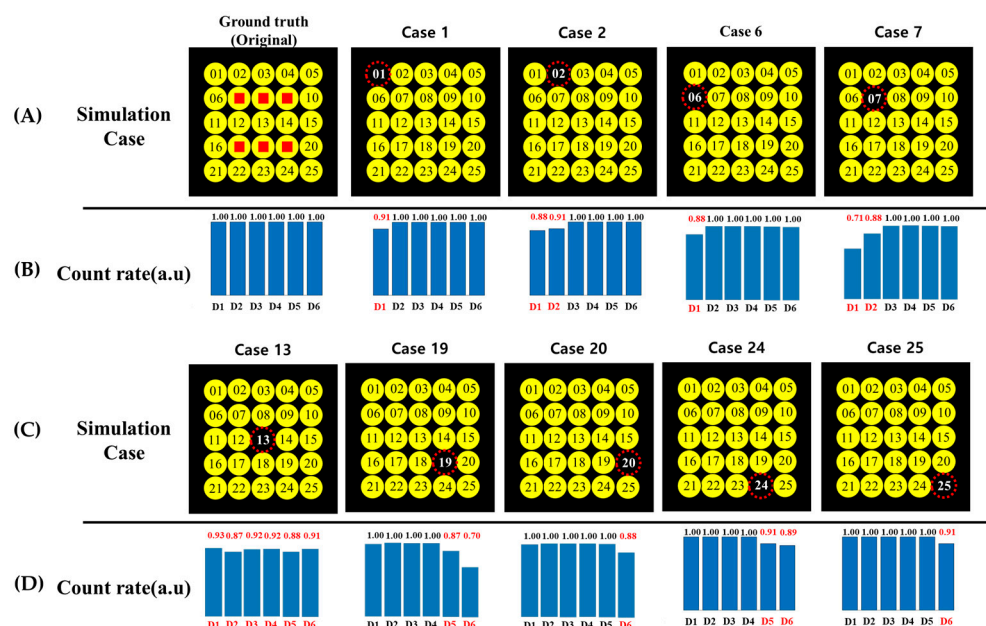 Ground truth
(Original)
Case 1
Case 2
Case 6
Case 7
(A)
Simulation
Case
01 02 03 04 05
06 10
11 12 13 14 15
16 20
21 22 23 24 25
01 02 03 04 05
06 07 08 09 10
11 12 13 14 15
16 17 18 19 20
21 22 23 24 25
01 02 03 04 05
06 07 08 09 10
11 12 13 14 15
16 17 18 19 20
21 22 23 24 25
01 02 03 04 05
06 07 08 09 10
11 12 13 14 15
16 17 18 19 20
21 22 23 24 25
01 02 03 04 05
06 07 08 09 10
11 12 13 14 15
16 17 18 19 20
21 22 23 24 25
(B)
Count rate(a.u)
1.00 1.00 1.00 1.00 1.00 1.00
D1 D2 D3 D4 D5 D6
0.91 1.00 1.00 1.00 1.00 1.00
D1 D2 D3 D4 D5 D6
0.88 0.91 1.00 1.00 1.00 1.00
D1 D2 D3 D4 D5 D6
0.88 1.00 1.00 1.00 1.00 1.00
D1 D2 D3 D4 D5 D6
0.71 0.88 1.00 1.00 1.00 1.00
D1 D2 D3 D4 D5 D6
Case 13
Case 19
Case 20
Case 24
Case 25
(C)
Simulation
Case
01 02 03 04 05
06 07 08 09 10
11 12 13 14 15
16 17 18 19 20
21 22 23 24 25
01 02 03 04 05
06 07 08 09 10
11 12 13 14 15
16 17 18 19 20
21 22 23 24 25
01 02 03 04 05
06 07 08 09 10
11 12 13 14 15
16 17 18 19 20
21 22 23 24 25
01 02 03 04 05
06 07 08 09 10
11 12 13 14 15
16 17 18 19 20
21 22 23 24 25
01 02 03 04 05
06 07 08 09 10
11 12 13 14 15
16 17 18 19 20
21 22 23 24 25
(D)
Count rate(a.u)
0.93 0.87 0.92 0.92 0.88 0.91
D1 D2 D3 D4 D5 D6
1.00 1.00 1.00 1.00 0.87 0.70
D1 D2 D3 D4 D5 D6
1.00 1.00 1.00 1.00 1.00 0.88
D1 D2 D3 D4 D5 D6
1.00 1.00 1.00 1.00 0.91 0.89
D1 D2 D3 D4 D5 D6
1.00 1.00 1.00 1.00 1.00 0.91
D1 D2 D3 D4 D5 D6